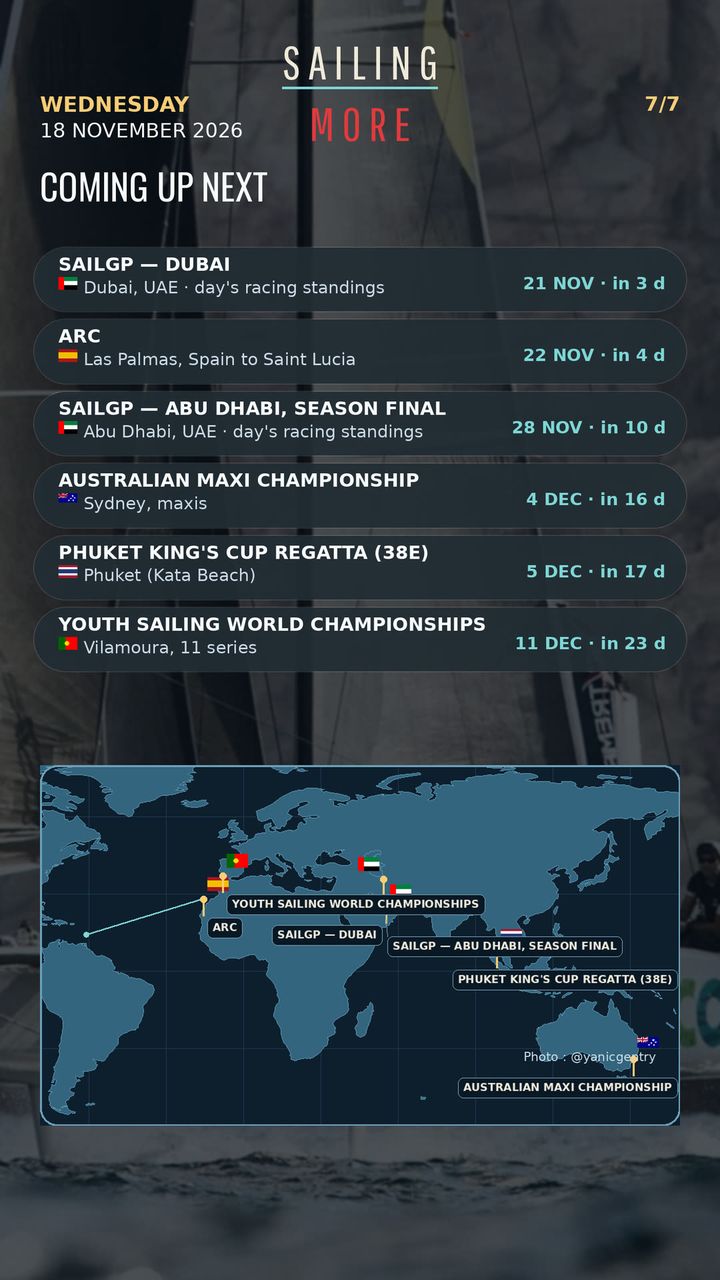 SAILING
MORE
WEDNESDAY
18 NOVEMBER 2026
7/7
COMING UP NEXT
SAILGP — DUBAI
Dubai, UAE · day's racing standings
21 NOV · in 3 d
ARC
Las Palmas, Spain to Saint Lucia
22 NOV · in 4 d
SAILGP — ABU DHABI, SEASON FINAL
Abu Dhabi, UAE · day's racing standings
28 NOV · in 10 d
AUSTRALIAN MAXI CHAMPIONSHIP
Sydney, maxis
4 DEC · in 16 d
PHUKET KING'S CUP REGATTA (38E)
Phuket (Kata Beach)
5 DEC · in 17 d
YOUTH SAILING WORLD CHAMPIONSHIPS
Vilamoura, 11 series
11 DEC · in 23 d
YOUTH SAILING WORLD CHAMPIONSHIPS
ARC
SAILGP — DUBAI
SAILGP — ABU DHABI, SEASON FINAL
PHUKET KING'S CUP REGATTA (38E)
Photo : @yanicgentry
AUSTRALIAN MAXI CHAMPIONSHIP